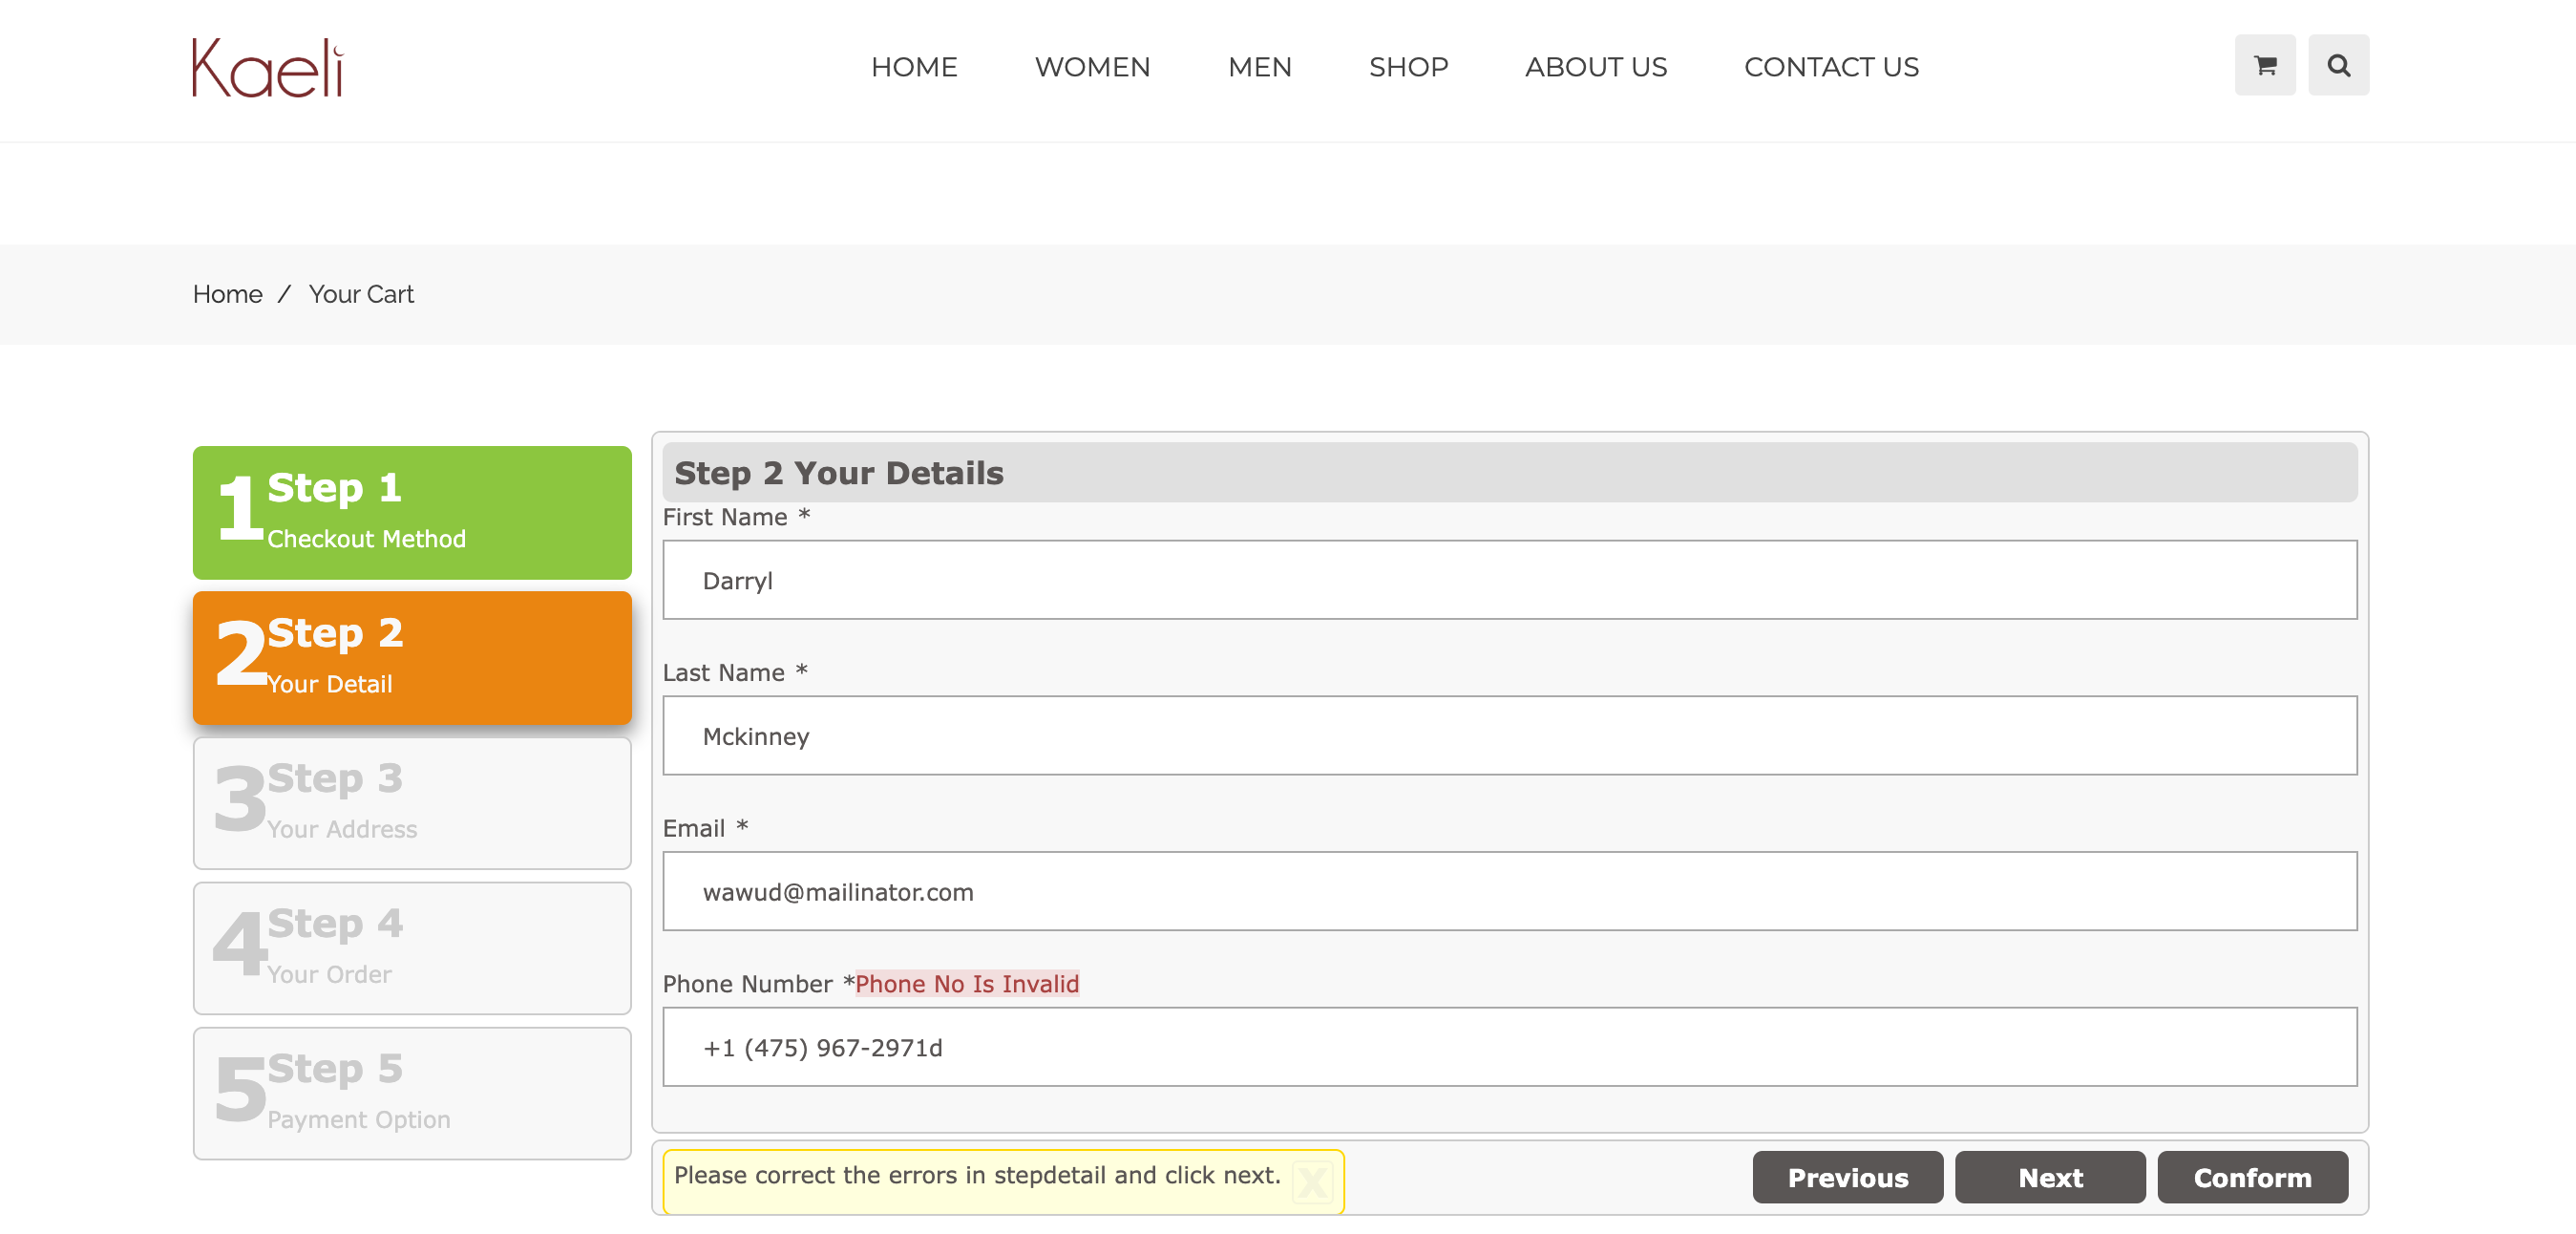 Kaeli
HOME WOMEN MEN SHOP ABOUT US CONTACT US
Home / Your Cart
1 Step 1
Checkout Method
2 Step 2
Your Detail
3 Step 3
Your Address
4 Step 4
Your Order
5 Step 5
Payment Option
Step 2 Your Details
First Name *
Darryl
Last Name *
Mckinney
Email *
wawud@mailinator.com
Phone Number *Phone No Is Invalid
+1 (475) 967-2971d
Please correct the errors in stepdetail and click next. X
Previous Next Conform